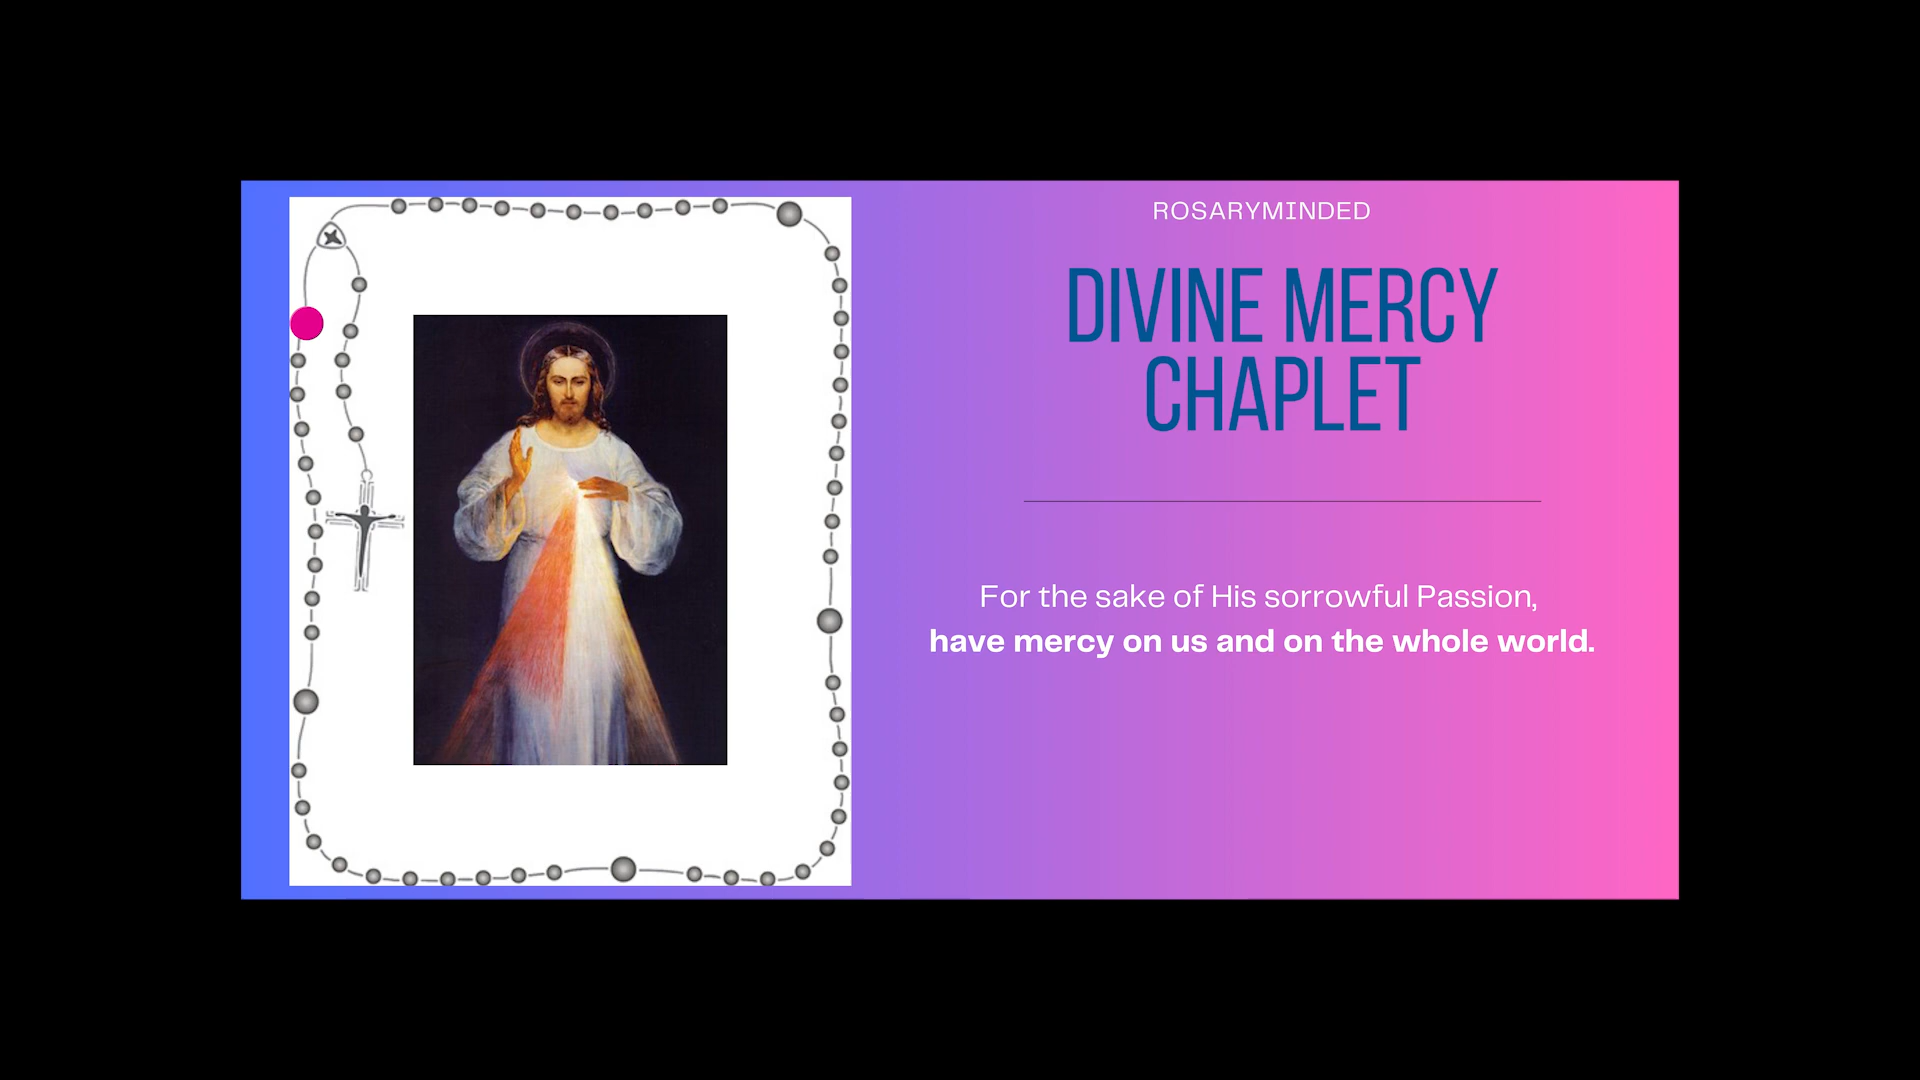 ROSARYMINDED
DIVINE MERCY
CHAPLET
For the sake of His sorrowful Passion,
have mercy on us and on the whole world.